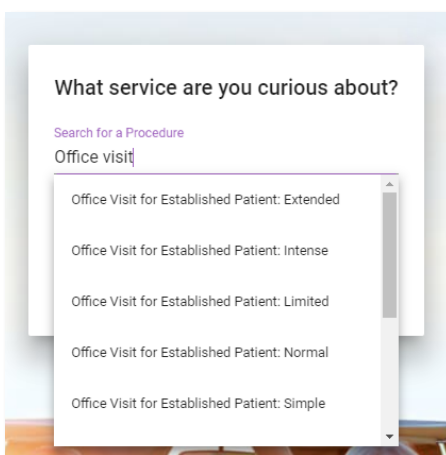 What service are you curious about?
Search for a Procedure
Office visit
Office Visit for Established Patient: Extended
Office Visit for Established Patient: Intense
Office Visit for Established Patient: Limited
Office Visit for Established Patient: Normal
Office Visit for Established Patient: Simple